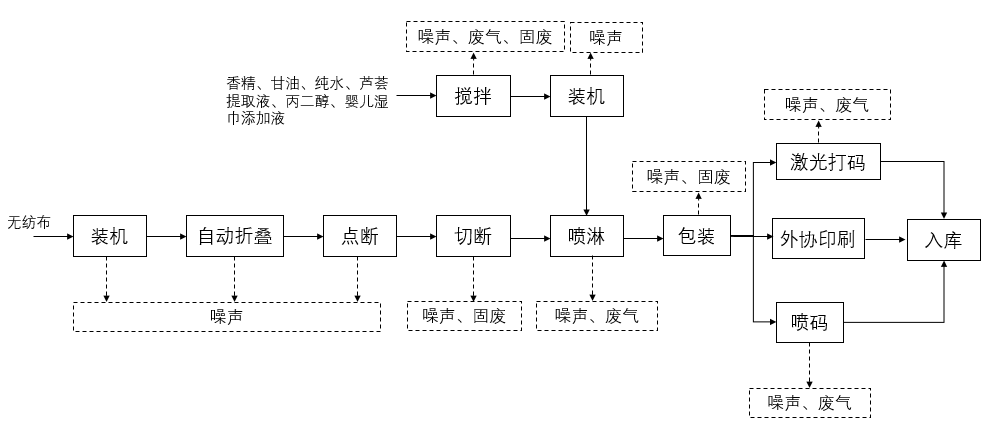 噪声、废气、固废
噪声
香精、甘油、纯水、芦荟
提取液、丙二醇、婴儿湿
巾添加液
搅拌
装机
噪声、废气
激光打码
噪声、固废
无纺布
装机
自动折叠
点断
切断
喷淋
包装
外协印刷
入库
噪声
噪声、固废
噪声、废气
喷码
噪声、废气